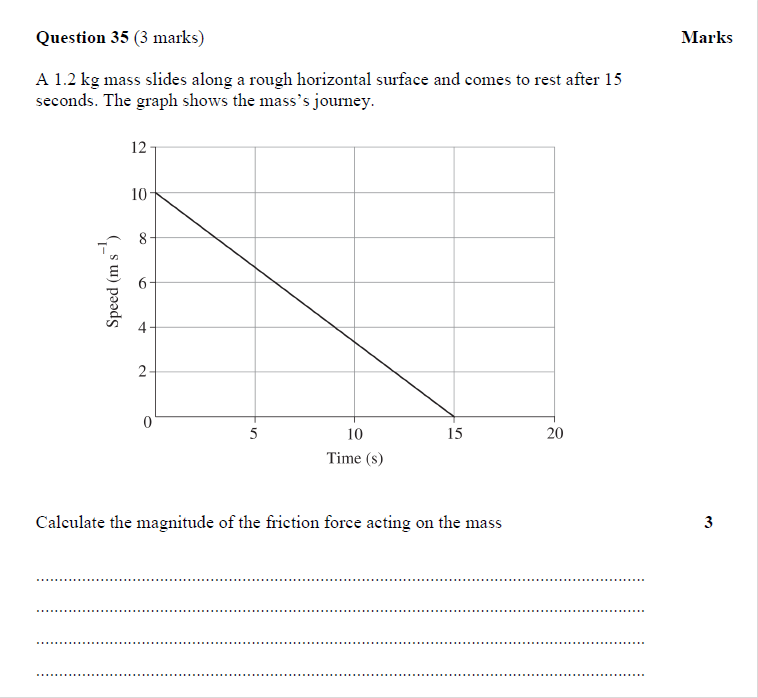 Question 35 (3 marks) Marks
A 1.2 kg mass slides along a rough horizontal surface and comes to rest after 15
seconds. The graph shows the mass’s journey.
12
10
8
6
4
2
0
Speed (m s⁻¹)
5 10 15 20
Time (s)
Calculate the magnitude of the friction force acting on the mass 3